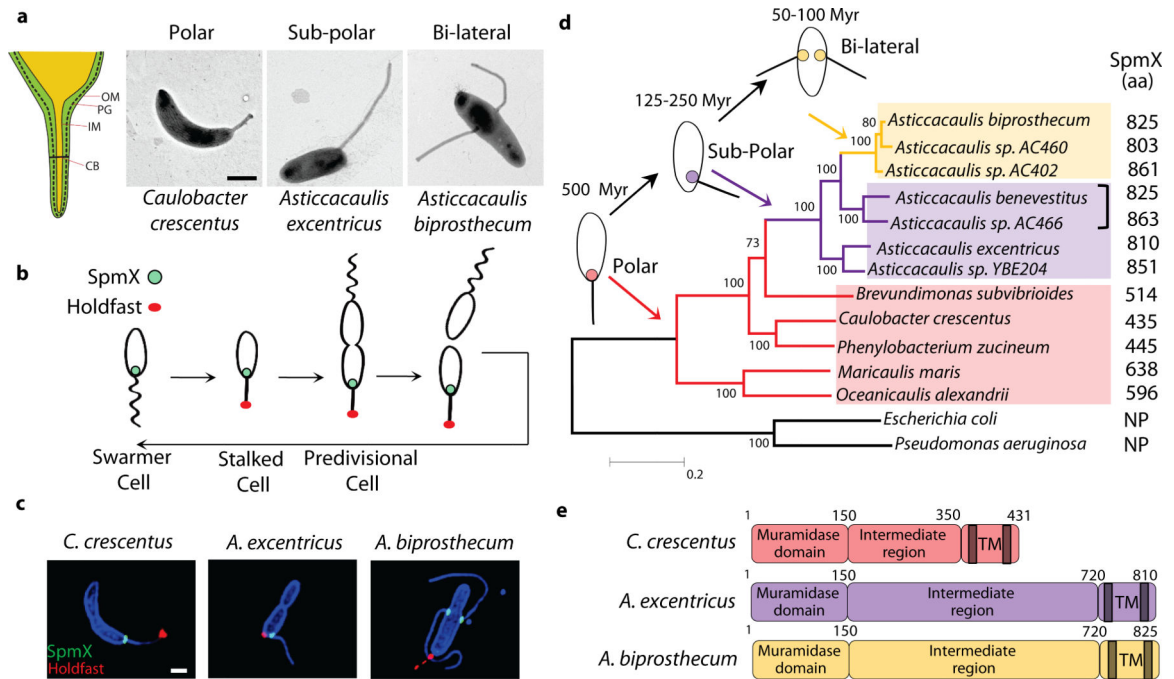 a
Polar
Sub-polar
Bi-lateral
OM
PG
IM
CB
Caulobacter
crescentus
Asticcacaulis
excentricus
Asticcacaulis
biprosthecum
b
SpmX
Holdfast
Swarmer
Cell
Stalked
Cell
Predivisional
Cell
c
C. crescentus
A. excentricus
A. biprosthecum
SpmX
Holdfast
d
50-100 Myr
Bi-lateral
125-250 Myr
Sub-Polar
500 Myr
Polar
SpmX
(aa)
80
100
Asticcacaulis biprosthecum 825
Asticcacaulis sp. AC460 803
Asticcacaulis sp. AC402 861
100
Asticcacaulis benevestitus 825
100
Asticcacaulis sp. AC466 863
100
Asticcacaulis excentricus 810
100
Asticcacaulis sp. YBE204 851
73
Brevundimonas subvibrioides 514
100
Caulobacter crescentus 435
100
Phenylobacterium zucineum 445
Maricaulis maris 638
100
Oceanicaulis alexandrii 596
Escherichia coli NP
100
Pseudomonas aeruginosa NP
0.2
e
1 150 350 431
C. crescentus
Muramidase
domain
Intermediate
region
TM
1 150 720 810
A. excentricus
Muramidase
domain
Intermediate
region
TM
1 150 720 825
A. biprosthecum
Muramidase
domain
Intermediate
region
TM